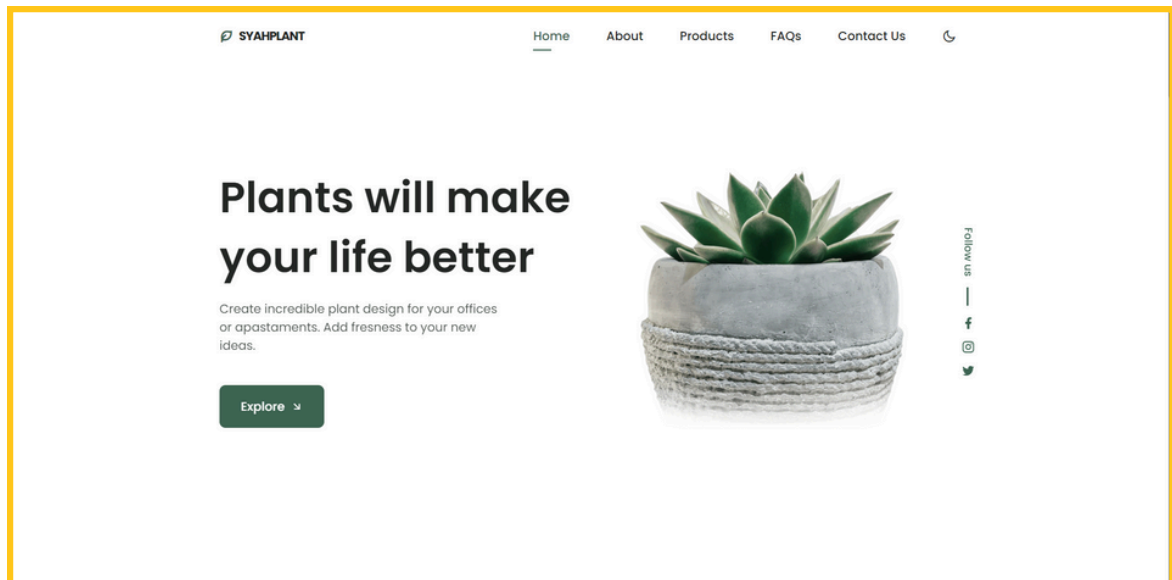 SYAHPLANT
Home About Products FAQs Contact Us
Plants will make
your life better
Create incredible plant design for your offices
or apastaments. Add fresness to your new
ideas.
Explore
Follow us